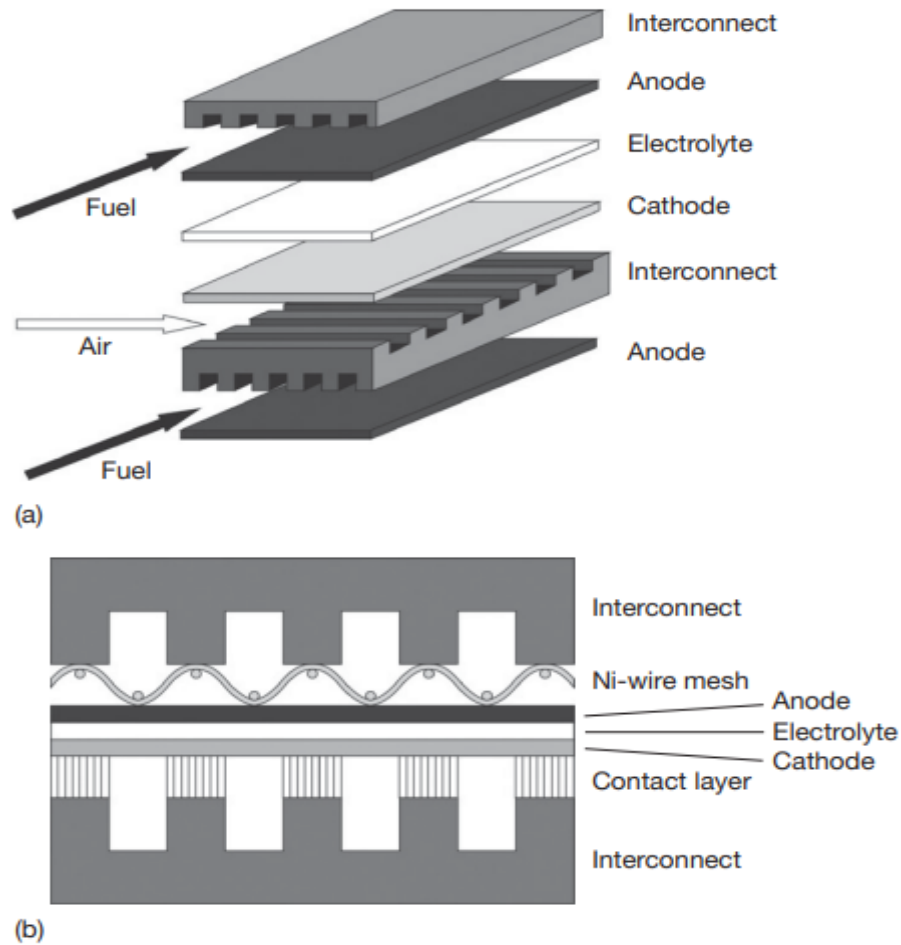 Interconnect
Anode
Electrolyte
Fuel
Cathode
Interconnect
Air
Anode
Fuel
(a)
Interconnect
Ni-wire mesh
Anode
Electrolyte
Cathode
Contact layer
Interconnect
(b)